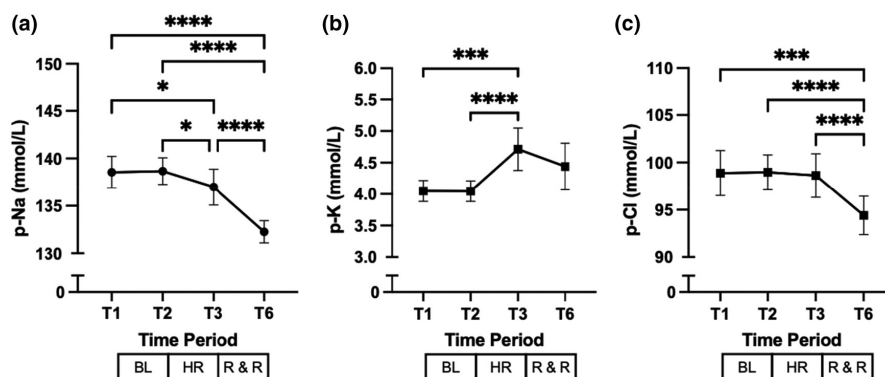 (a)
****
****
*
* ****
150
145
140
135
130
0
p-Na (mmol/L)
T1 T2 T3 T6
Time Period
BL HR R & R
(b)
***
****
6.0
5.5
5.0
4.5
4.0
3.5
3.0
0
p-K (mmol/L)
T1 T2 T3 T6
Time Period
BL HR R & R
(c)
***
****
****
110
105
100
95
90
0
p-Cl (mmol/L)
T1 T2 T3 T6
Time Period
BL HR R & R